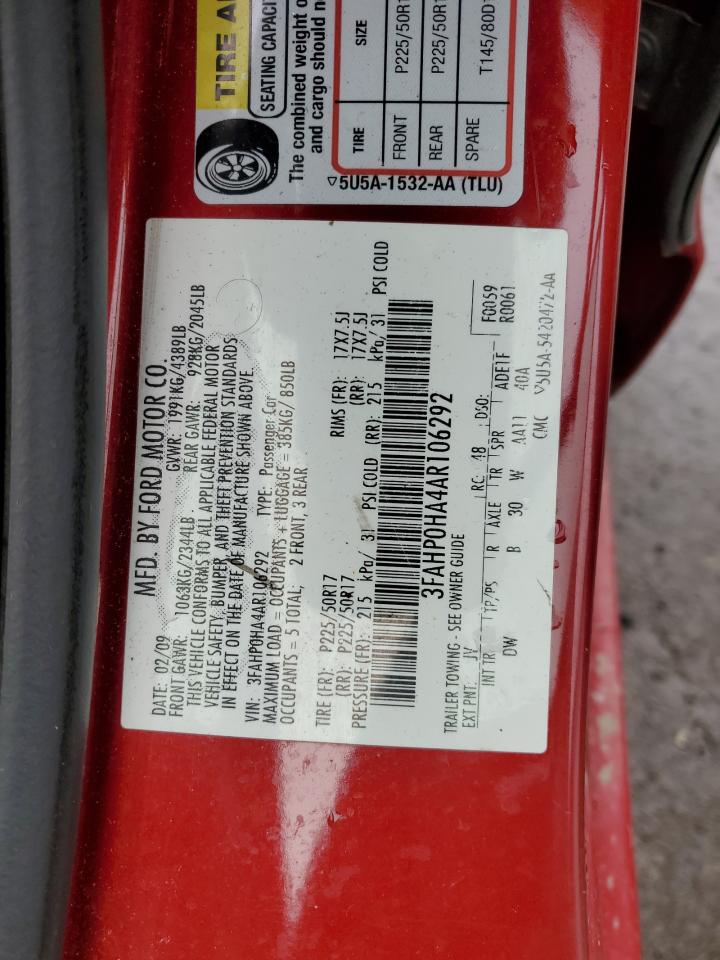 TIRE
SEATING CAPACI
The combined weight o
and cargo should n
TIRE SIZE
FRONT P225/50R1
REAR P225/50R1
SPARE T145/80D1
5U5A-1532-AA (TLU)
MFD. BY FORD MOTOR CO.
DATE: 02/09 GVWR: 1991KG/4389LB
FRONT GAWR: 1063KG/2344LB REAR GAWR: 928KG/2045LB
THIS VEHICLE CONFORMS TO ALL APPLICABLE FEDERAL MOTOR
VEHICLE SAFETY, BUMPER, AND THEFT PREVENTION STANDARDS
IN EFFECT ON THE DATE OF MANUFACTURE SHOWN ABOVE.
VIN: 3FAHP0HA4AR106292 TYPE: Passenger Car
MAXIMUM LOAD = OCCUPANTS + LUGGAGE = 385KG/ 850LB
OCCUPANTS = 5 TOTAL; 2 FRONT, 3 REAR
TIRE (FR): P225/50R17 RIMS (FR): 17X7.5J
(RR): P225/50R17 (RR): 17X7.5J
PRESSURE (FR): 215 kPa/ 31 PSI COLD (RR): 215 kPa/ 31 PSI COLD
3FAHP0HA4AR106292
TRAILER TOWING - SEE OWNER GUIDE
EXT PNT: JV RC: 48 DSO: F0059
R0061
INT TR TP/PS R AXLE TR SPR ADE1F
DW B 30 W AA11 40A
CMC 5U5A-5420472-AA